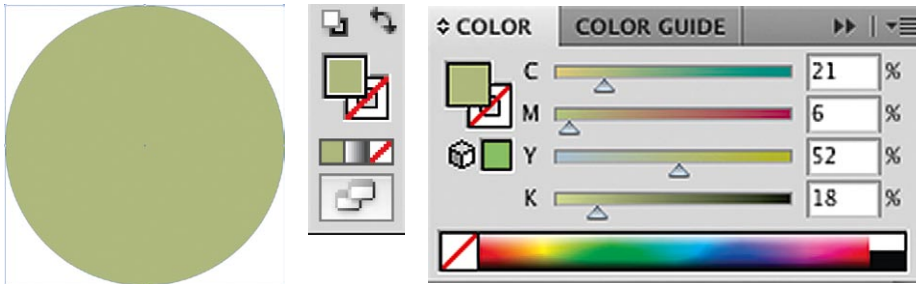 COLOR COLOR GUIDE
C 21 %
M 6 %
Y 52 %
K 18 %